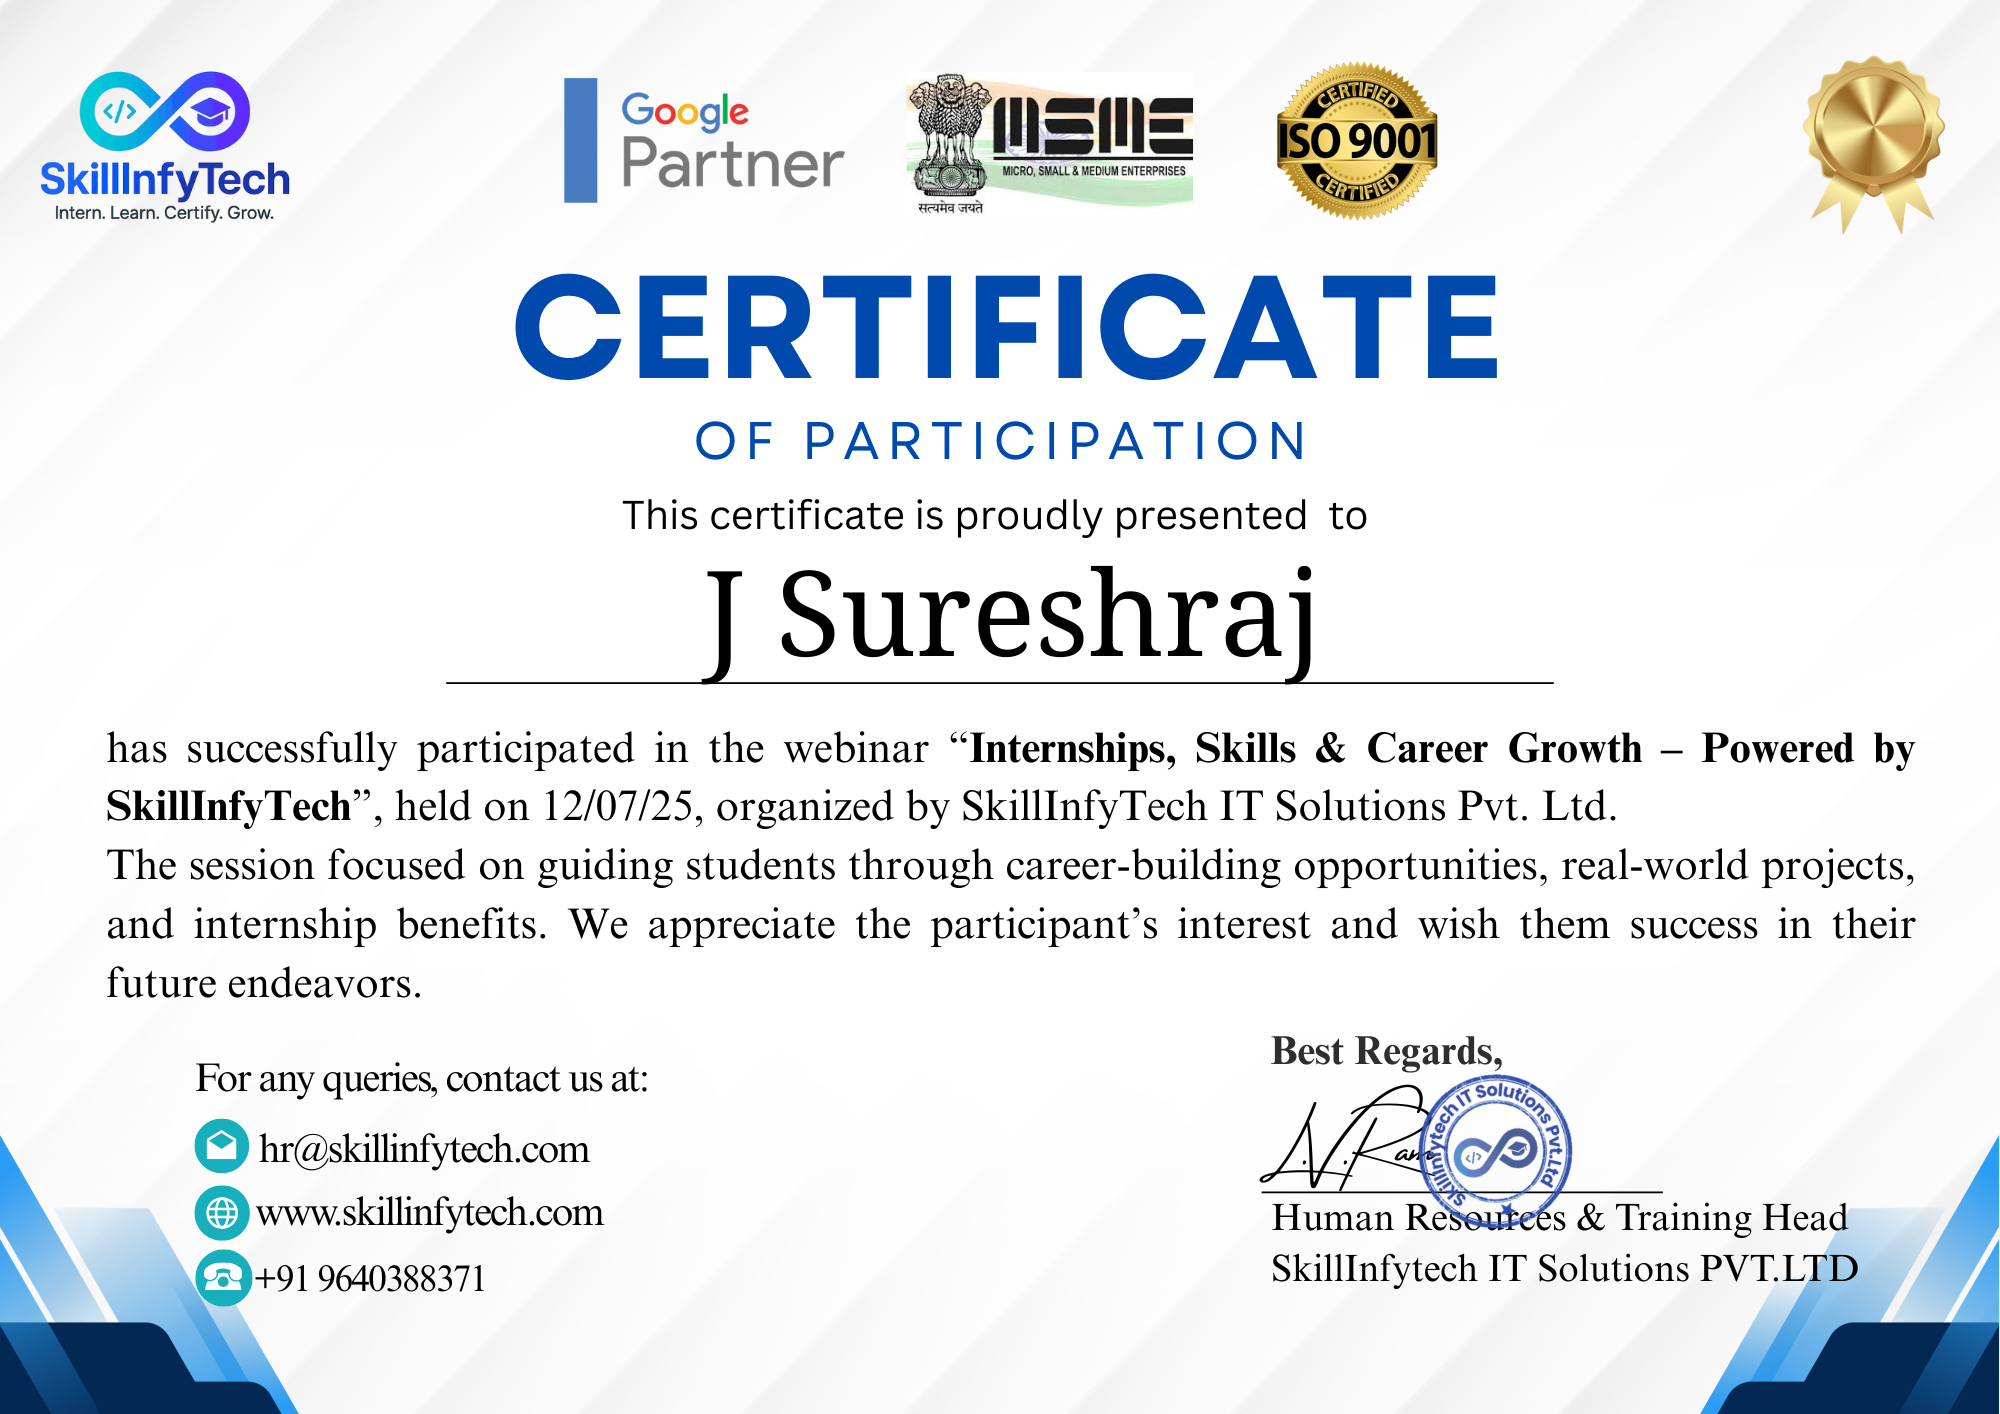 SkillInfyTech
Intern. Learn. Certify. Grow.
Google
Partner
MSME
MICRO, SMALL & MEDIUM ENTERPRISES
सत्यमेव जयते
CERTIFIED
ISO 9001
CERTIFIED
CERTIFICATE
OF PARTICIPATION
This certificate is proudly presented to
J Sureshraj
has successfully participated in the webinar “Internships, Skills & Career Growth – Powered by
SkillInfyTech”, held on 12/07/25, organized by SkillInfyTech IT Solutions Pvt. Ltd.
The session focused on guiding students through career-building opportunities, real-world projects,
and internship benefits. We appreciate the participant’s interest and wish them success in their
future endeavors.
For any queries, contact us at:
hr@skillinfytech.com
www.skillinfytech.com
+91 9640388371
Best Regards,
N.Ram
Skillinfytech IT Solutions Pvt.Ltd
Human Resources & Training Head
SkillInfytech IT Solutions PVT.LTD